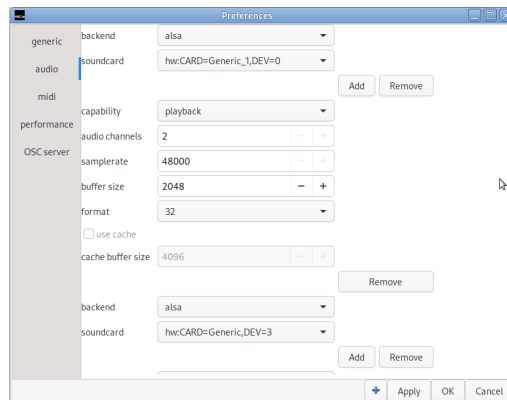 Preferences
generic
audio
midi
performance
OSC server
backend alsa
soundcard hw:CARD=Generic_1,DEV=0
Add Remove
capability playback
audio channels 2 − +
samplerate 48000 − +
buffer size 2048 − +
format 32
use cache
cache buffer size 4096 − +
Remove
backend alsa
soundcard hw:CARD=Generic,DEV=3
Add Remove
+ Apply OK Cancel